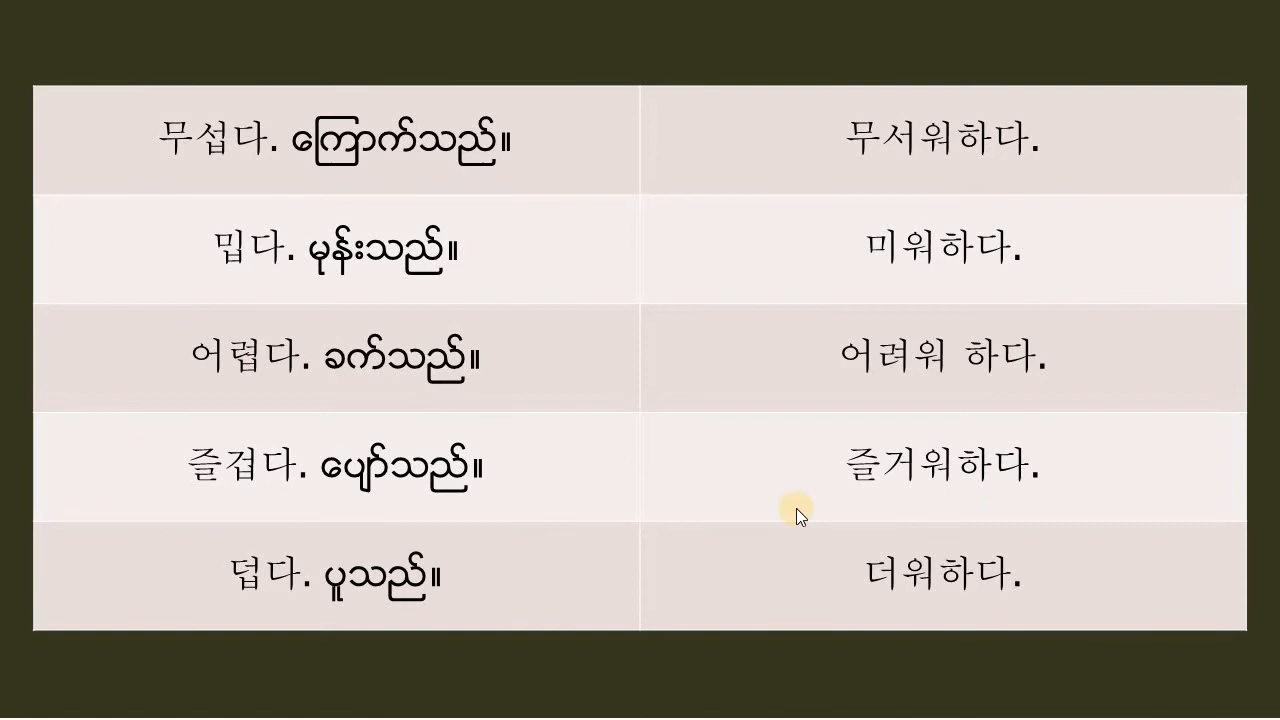 무섭다. ကြောက်သည်။ 무서워하다.
밉다. မုန်းသည်။ 미워하다.
어렵다. ခက်သည်။ 어려워 하다.
즐겁다. ပျော်သည်။ 즐거워하다.
덥다. ပူသည်။ 더워하다.